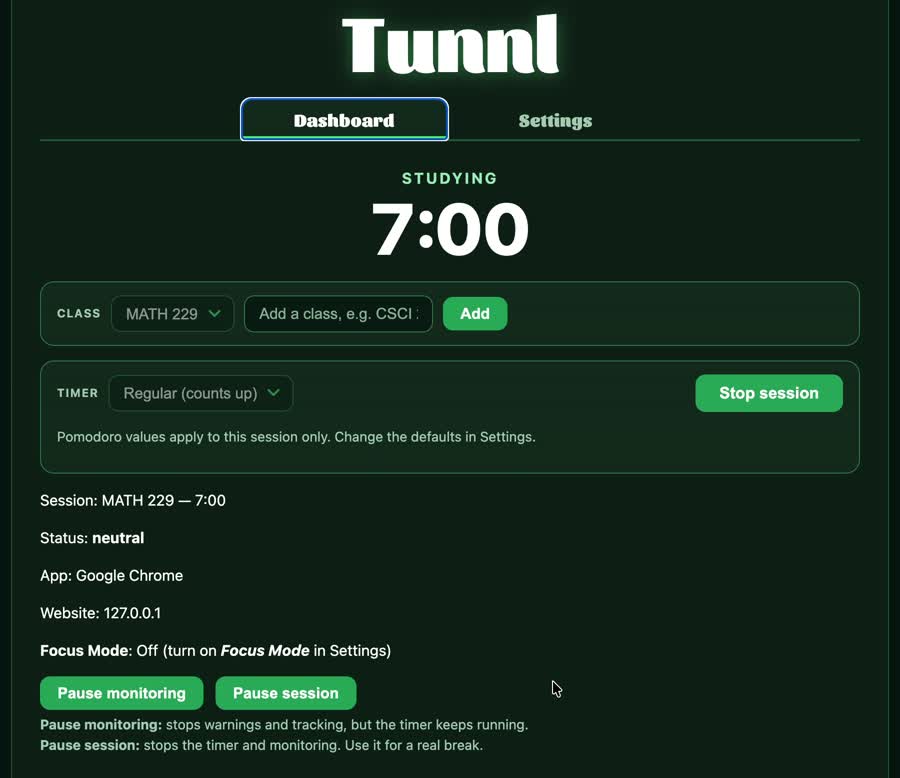 Tunnl
Dashboard Settings
STUDYING
7:00
CLASS MATH 229 Add a class, e.g. CSCI : Add
TIMER Regular (counts up) Stop session
Pomodoro values apply to this session only. Change the defaults in Settings.
Session: MATH 229 — 7:00
Status: neutral
App: Google Chrome
Website: 127.0.0.1
Focus Mode: Off (turn on Focus Mode in Settings)
Pause monitoring Pause session
Pause monitoring: stops warnings and tracking, but the timer keeps running.
Pause session: stops the timer and monitoring. Use it for a real break.